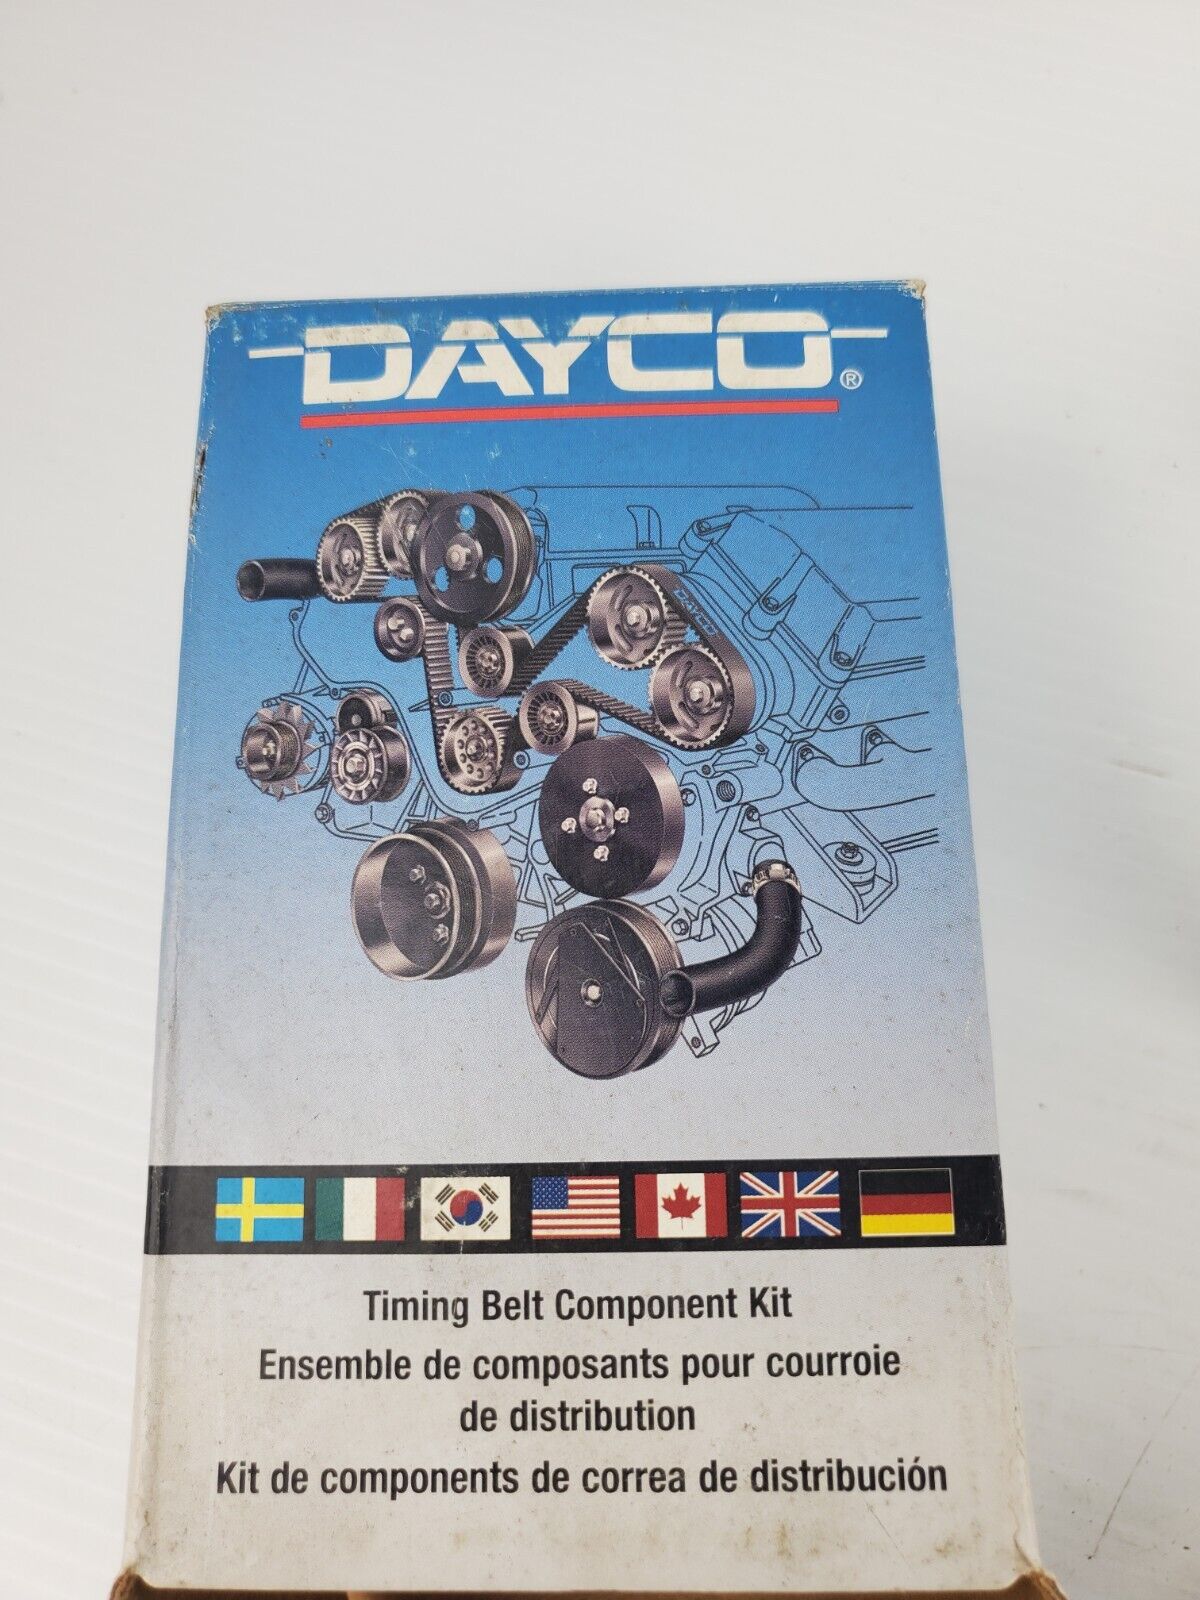 DAYCO®
DAYCO
Timing Belt Component Kit
Ensemble de composants pour courroie
de distribution
Kit de components de correa de distribución